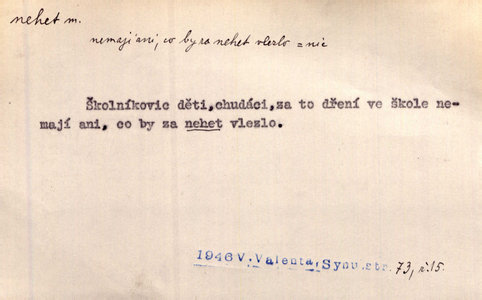 nehet m.
nemají ani, co by za nehet vlezlo = nic
Školníkovic děti,chudáci,za to dření ve škole ne-
mají ani, co by za nehet vlezlo.
1946 V. Valenta, Synu.str. 73, ř.15.